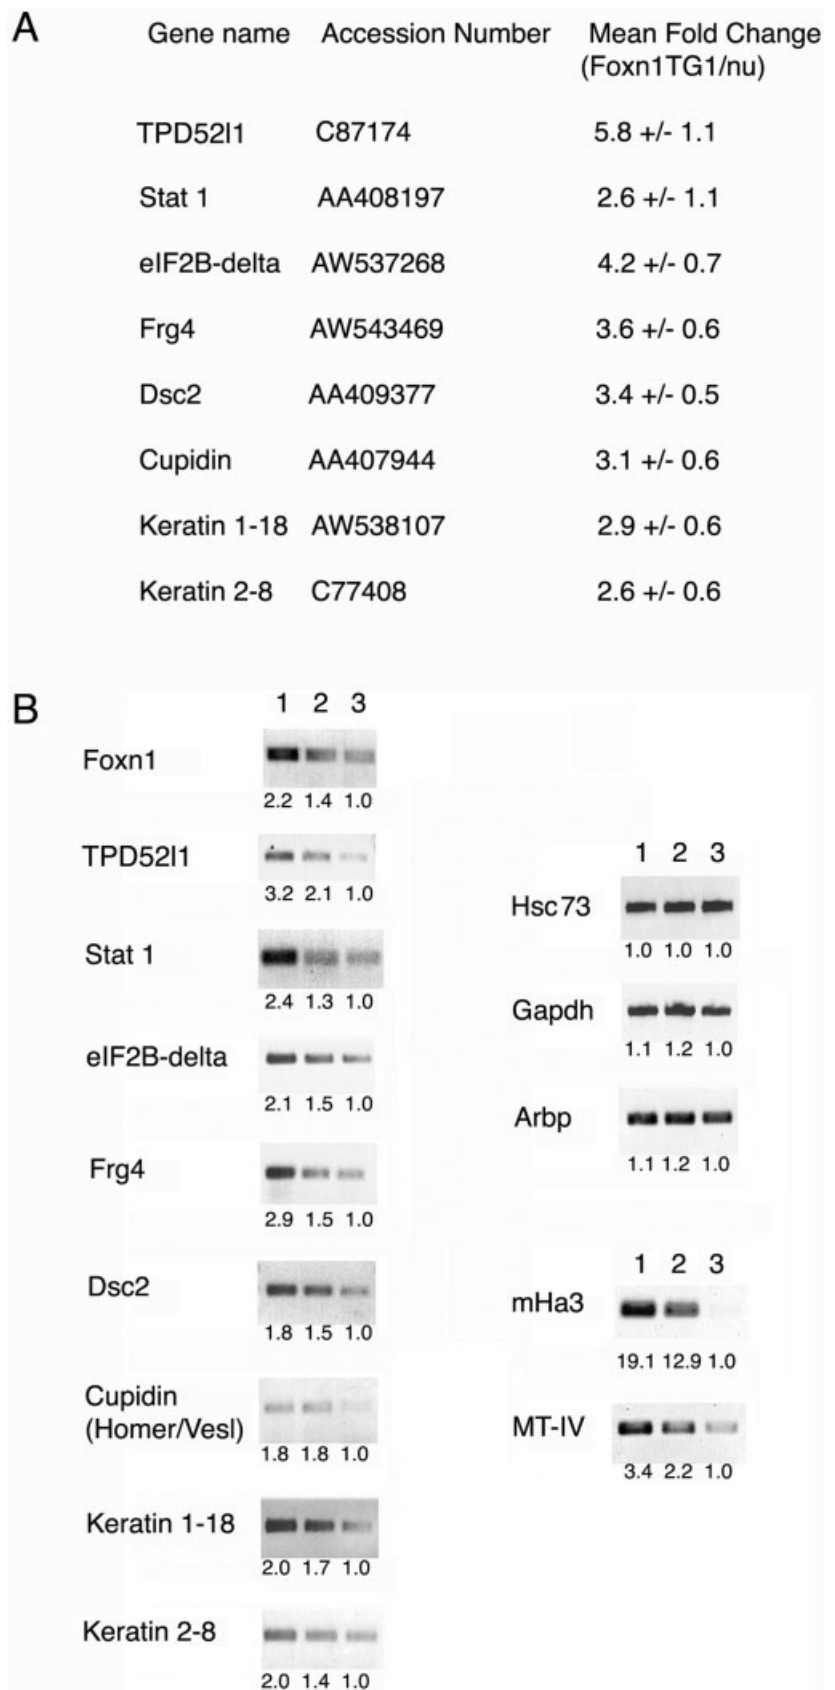 A
Gene name Accession Number Mean Fold Change
(Foxn1TG1/nu)
TPD52l1 C87174 5.8 +/- 1.1
Stat 1 AA408197 2.6 +/- 1.1
eIF2B-delta AW537268 4.2 +/- 0.7
Frg4 AW543469 3.6 +/- 0.6
Dsc2 AA409377 3.4 +/- 0.5
Cupidin AA407944 3.1 +/- 0.6
Keratin 1-18 AW538107 2.9 +/- 0.6
Keratin 2-8 C77408 2.6 +/- 0.6
B
1 2 3
Foxn1
2.2 1.4 1.0
TPD52l1
3.2 2.1 1.0
Stat 1
2.4 1.3 1.0
eIF2B-delta
2.1 1.5 1.0
Frg4
2.9 1.5 1.0
Dsc2
1.8 1.5 1.0
Cupidin
(Homer/Vesl)
1.8 1.8 1.0
Keratin 1-18
2.0 1.7 1.0
Keratin 2-8
2.0 1.4 1.0
1 2 3
Hsc73
1.0 1.0 1.0
Gapdh
1.1 1.2 1.0
Arbp
1.1 1.2 1.0
1 2 3
mHa3
19.1 12.9 1.0
MT-IV
3.4 2.2 1.0